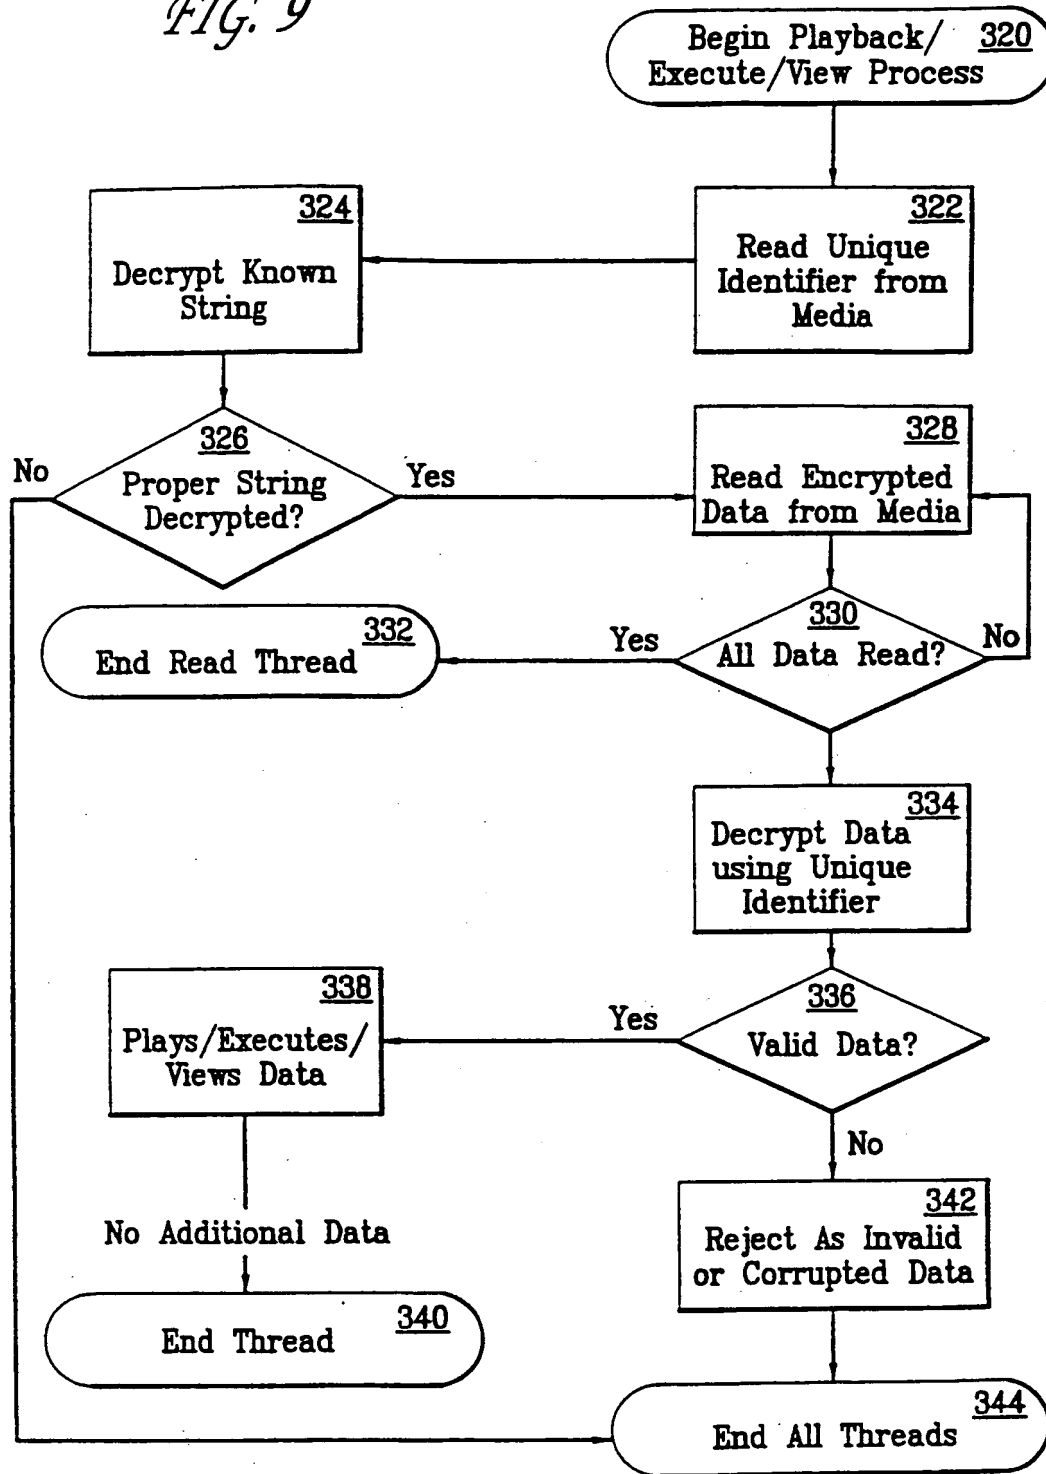 FIG. 9
Begin Playback/ 320
Execute/View Process
324
Decrypt Known
String
322
Read Unique
Identifier from
Media
326
Proper String
Decrypted?
No
Yes
328
Read Encrypted
Data from Media
330
All Data Read?
Yes
No
332
End Read Thread
334
Decrypt Data
using Unique
Identifier
336
Valid Data?
Yes
No
338
Plays/Executes/
Views Data
No Additional Data
340
End Thread
342
Reject As Invalid
or Corrupted Data
344
End All Threads